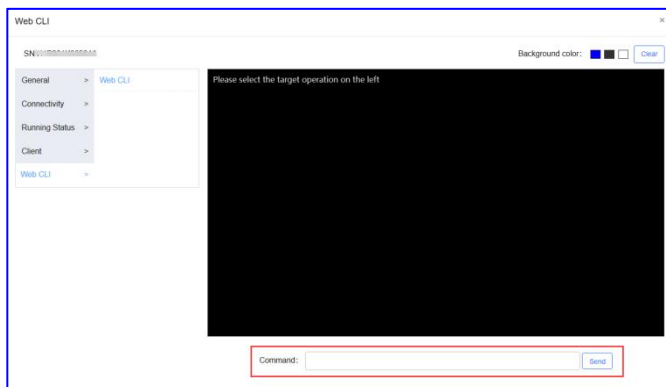 Web CLI ×
SN
Background color: Clear
General > Web CLI
Connectivity >
Running Status >
Client >
Web CLI >
Please select the target operation on the left
Command: Send